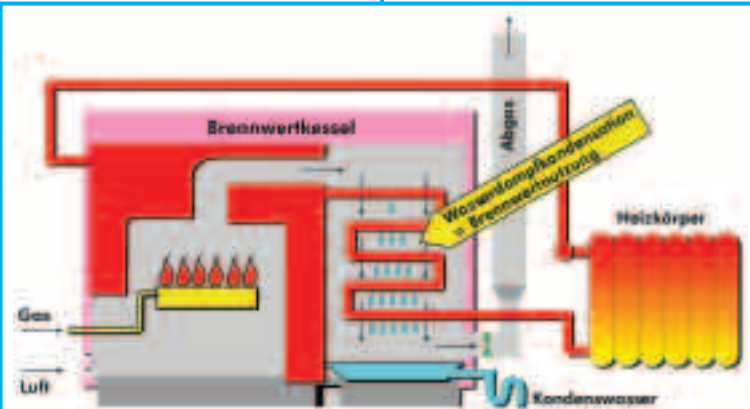 Brennwertkessel
Abgas
Wasserdampfkondensation
= Brennwertnutzung
Heizkörper
Gas
Luft
Kondenswasser